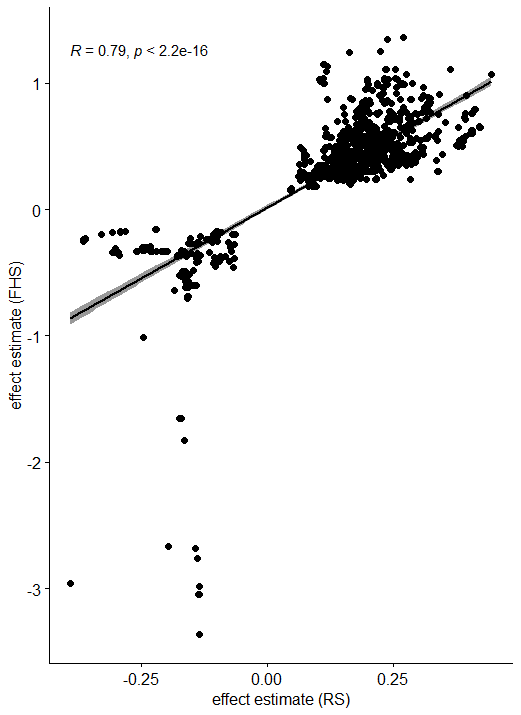 R = 0.79, p < 2.2e-16
1
0
-1
-2
-3
effect estimate (FHS)
-0.25 0.00 0.25
effect estimate (RS)